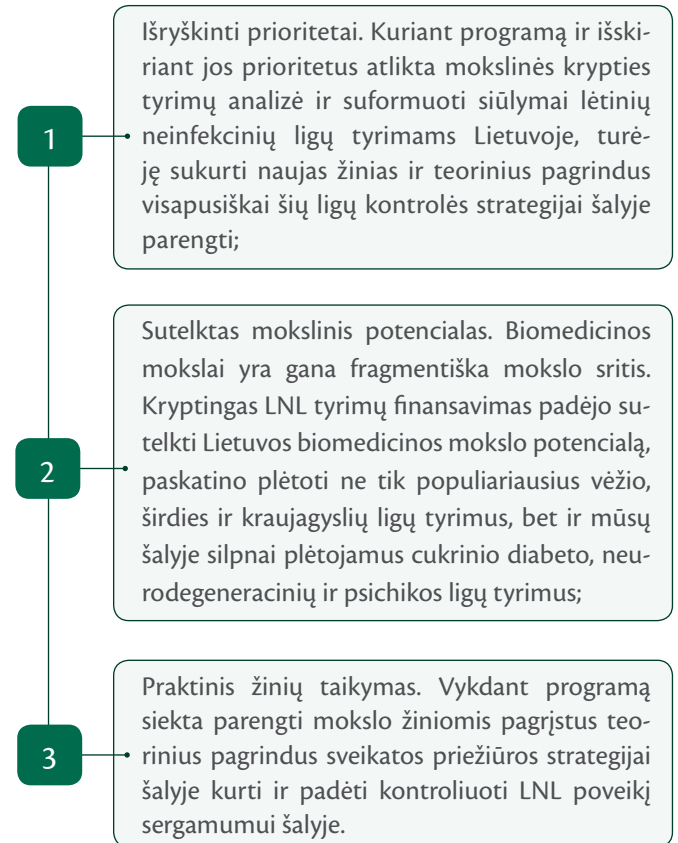 1
Išryškinti prioritetai. Kuriant programą ir išski-
riant jos prioritetus atlikta mokslinės krypties
tyrimų analizė ir suformuoti siūlymai lėtinių
neinfekcinių ligų tyrimams Lietuvoje, turė-
ję sukurti naujas žinias ir teorinius pagrindus
visapusiškai šių ligų kontrolės strategijai šalyje
parengti;
2
Sutelktas mokslinis potencialas. Biomedicinos
mokslai yra gana fragmentiška mokslo sritis.
Kryptingas LNL tyrimų finansavimas padėjo su-
telkti Lietuvos biomedicinos mokslo potencialą,
paskatino plėtoti ne tik populiariausius vėžio,
širdies ir kraujagyslių ligų tyrimus, bet ir mūsų
šalyje silpnai plėtojamus cukrinio diabeto, neu-
rodegeneracinių ir psichikos ligų tyrimus;
3
Praktinis žinių taikymas. Vykdant programą
siekta parengti mokslo žiniomis pagrįstus teo-
rinius pagrindus sveikatos priežiūros strategijai
šalyje kurti ir padėti kontroliuoti LNL poveikį
sergamumui šalyje.